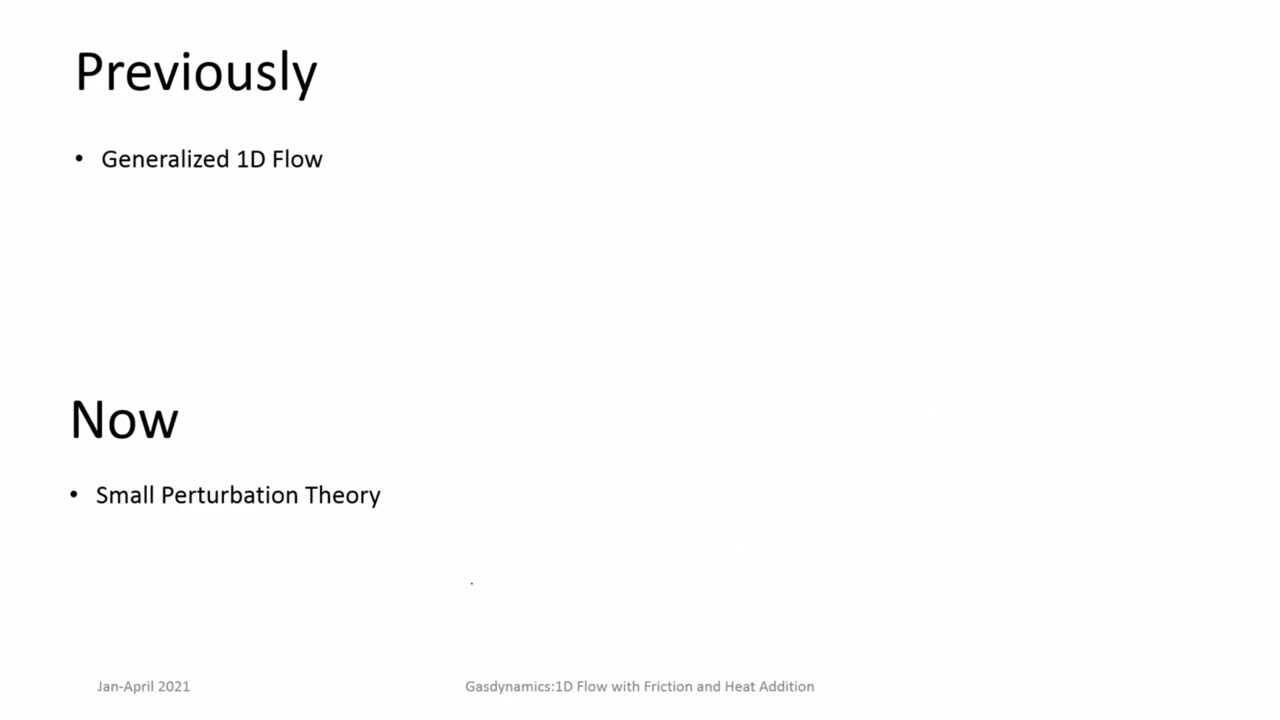 Previously
• Generalized 1D Flow
Now
• Small Perturbation Theory
Jan-April 2021
Gasdynamics:1D Flow with Friction and Heat Addition